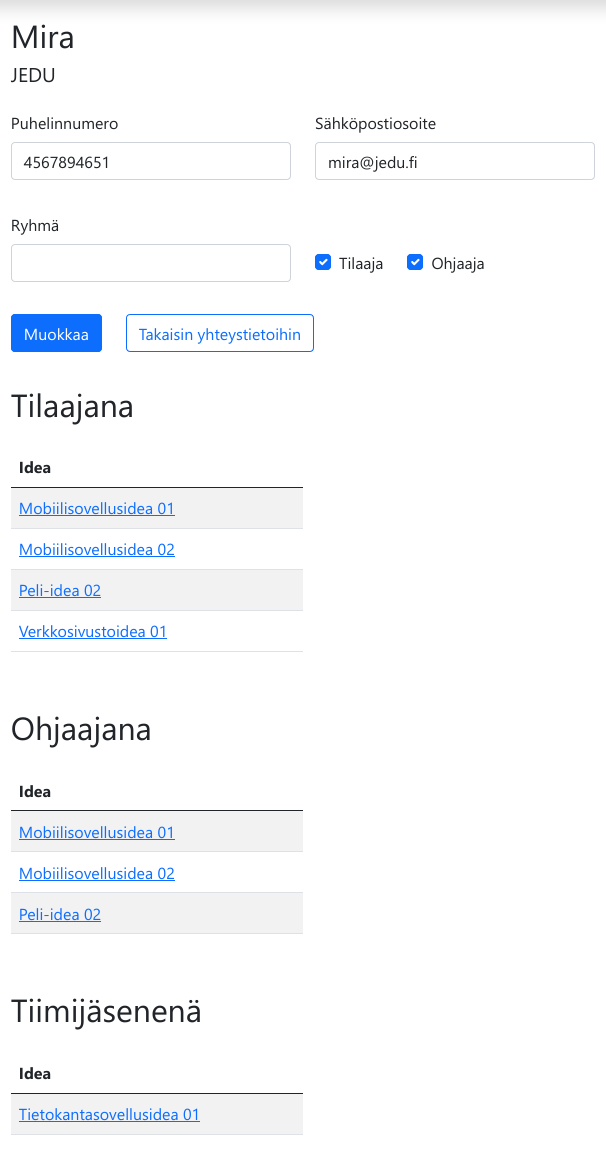 Mira
JEDU
Puhelinnumero Sähköpostiosoite
4567894651 mira@jedu.fi
Ryhmä
Tilaaja Ohjaaja
Muokkaa Takaisin yhteystietoihin
Tilaajana
Idea
Mobiilisovellusidea 01
Mobiilisovellusidea 02
Peli-idea 02
Verkkosivustoidea 01
Ohjaajana
Idea
Mobiilisovellusidea 01
Mobiilisovellusidea 02
Peli-idea 02
Tiimijäsenenä
Idea
Tietokantasovellusidea 01